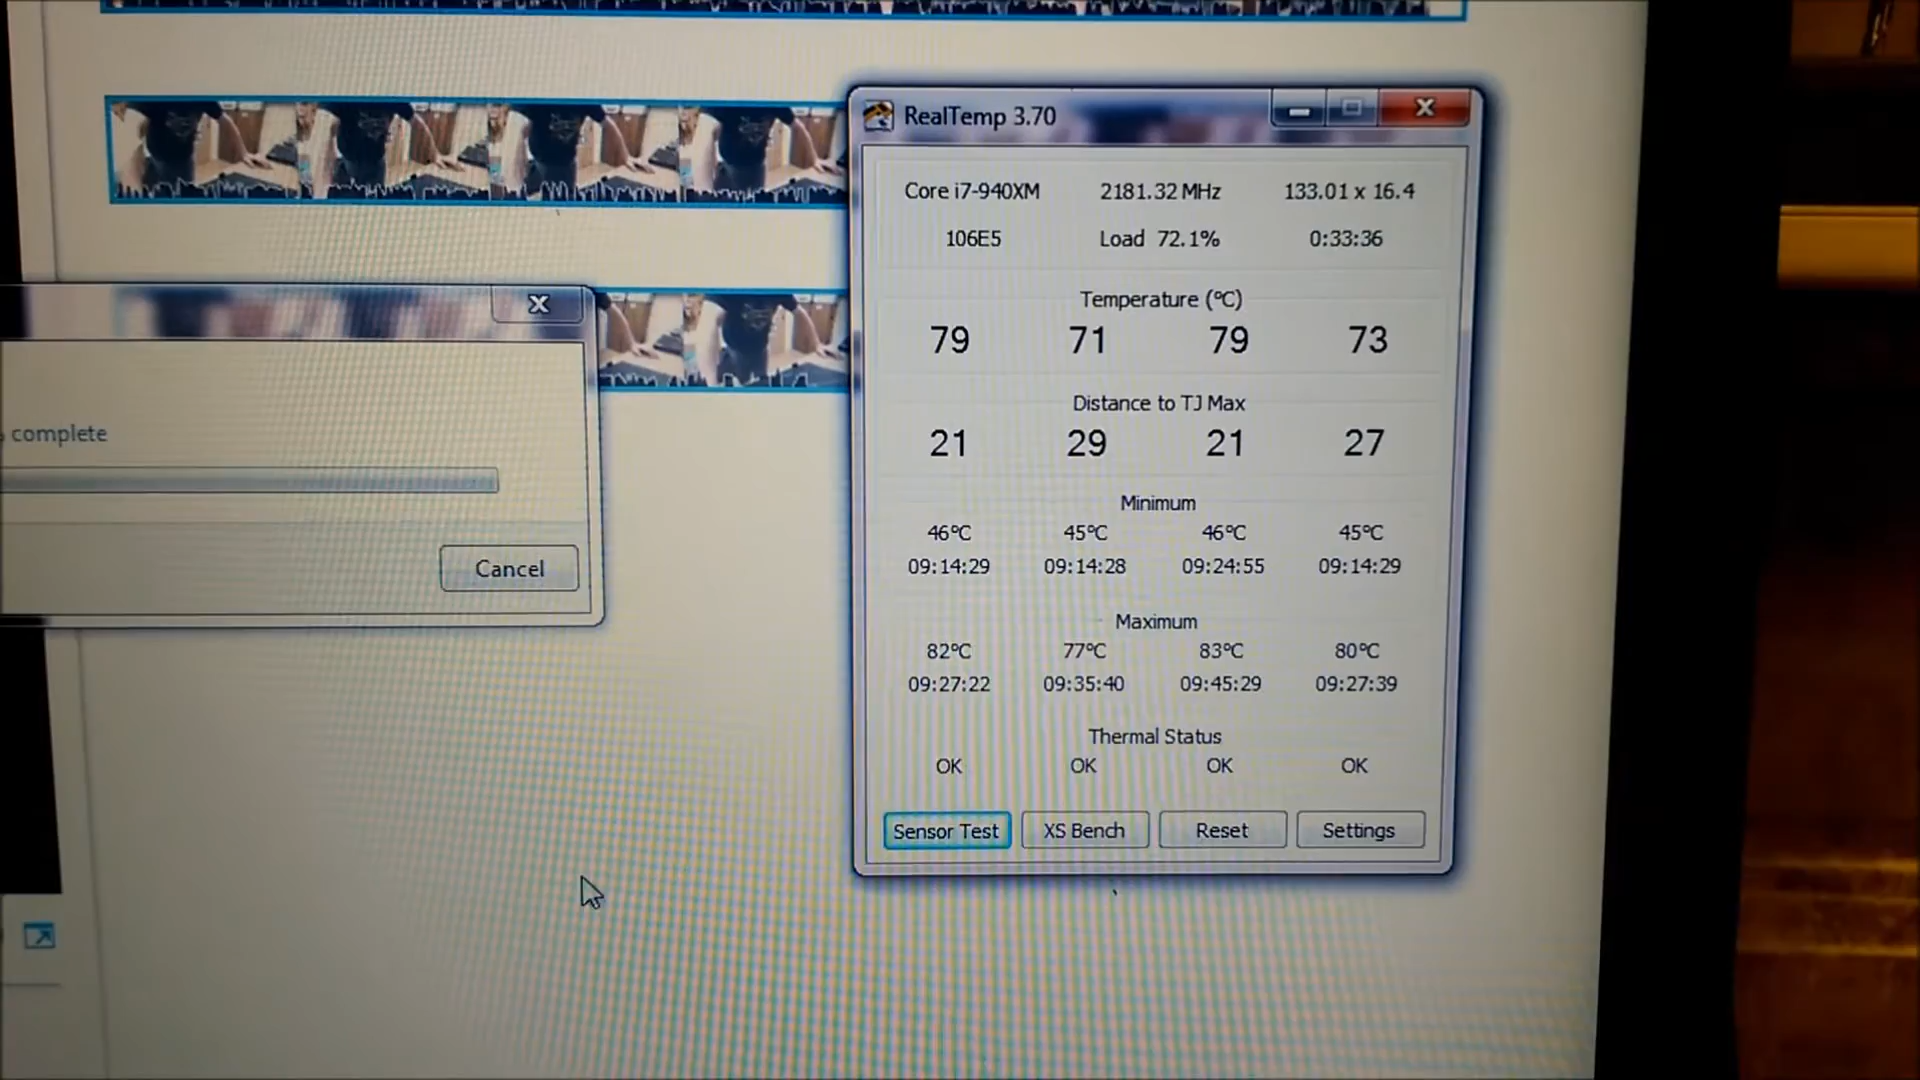 RealTemp 3.70
Core i7-940XM 2181.32 MHz 133.01 x 16.4
106E5 Load 72.1% 0:33:36
Temperature (°C)
79 71 79 73
Distance to TJ Max
21 29 21 27
Minimum
46°C 45°C 46°C 45°C
09:14:29 09:14:28 09:24:55 09:14:29
Maximum
82°C 77°C 83°C 80°C
09:27:22 09:35:40 09:45:29 09:27:39
Thermal Status
OK OK OK OK
Sensor Test XS Bench Reset Settings
complete
Cancel